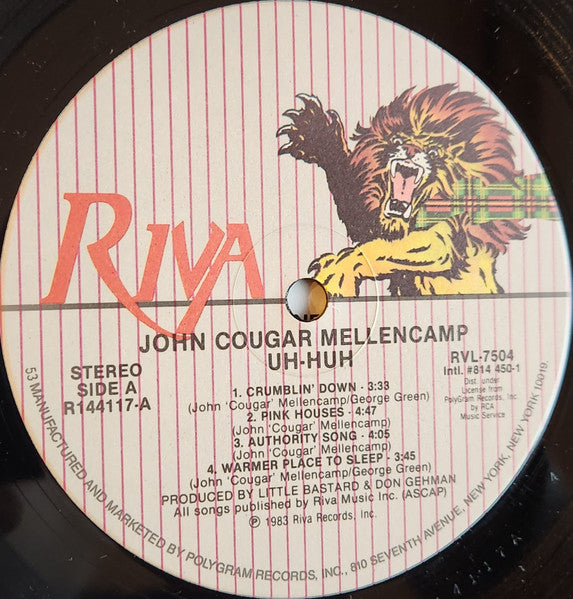 RIVA
JOHN COUGAR MELLENCAMP
UH-HUH
STEREO
SIDE A
R144117-A
RVL-7504
Intl. #814 450-1
Dist. under
License from
PolyGram Records, Inc.
by RCA
Music Service
1. CRUMBLIN' DOWN - 3:33
(John 'Cougar' Mellencamp/George Green)
2. PINK HOUSES - 4:47
(John 'Cougar' Mellencamp)
3. AUTHORITY SONG - 4:05
(John 'Cougar' Mellencamp)
4. WARMER PLACE TO SLEEP - 3:45
(John 'Cougar' Mellencamp/George Green)
PRODUCED BY LITTLE BASTARD & DON GEHMAN
All songs published by Riva Music Inc. (ASCAP)
℗ 1983 Riva Records, Inc.
53 MANUFACTURED AND MARKETED BY POLYGRAM RECORDS, INC., 810 SEVENTH AVENUE, NEW YORK, NEW YORK 10019.